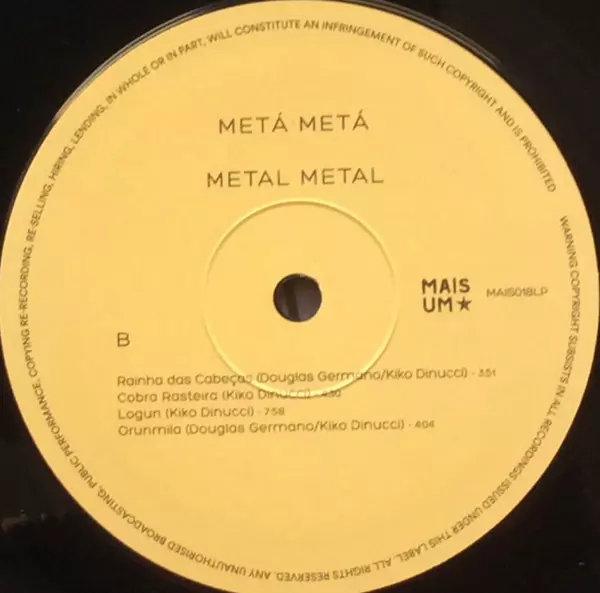 METÁ METÁ
METAL METAL
MAIS
UM★
MAIS018LP
B
Rainha das Cabeças (Douglas Germano/Kiko Dinucci) - 3:51
Cobra Rasteira (Kiko Dinucci) - 4:30
Logun (Kiko Dinucci) - 7:58
Orunmila (Douglas Germano/Kiko Dinucci) - 4:04
WARNING COPYRIGHT SUBSISTS IN ALL RECORDINGS ISSUED UNDER THIS LABEL. ALL RIGHTS RESERVED. ANY UNAUTHORISED BROADCASTING, PUBLIC PERFORMANCE, COPYING RE-RECORDING, RE-SELLING, HIRING, LENDING, IN WHOLE OR IN PART, WILL CONSTITUTE AN INFRINGEMENT OF SUCH COPYRIGHT AND IS PROHIBITED